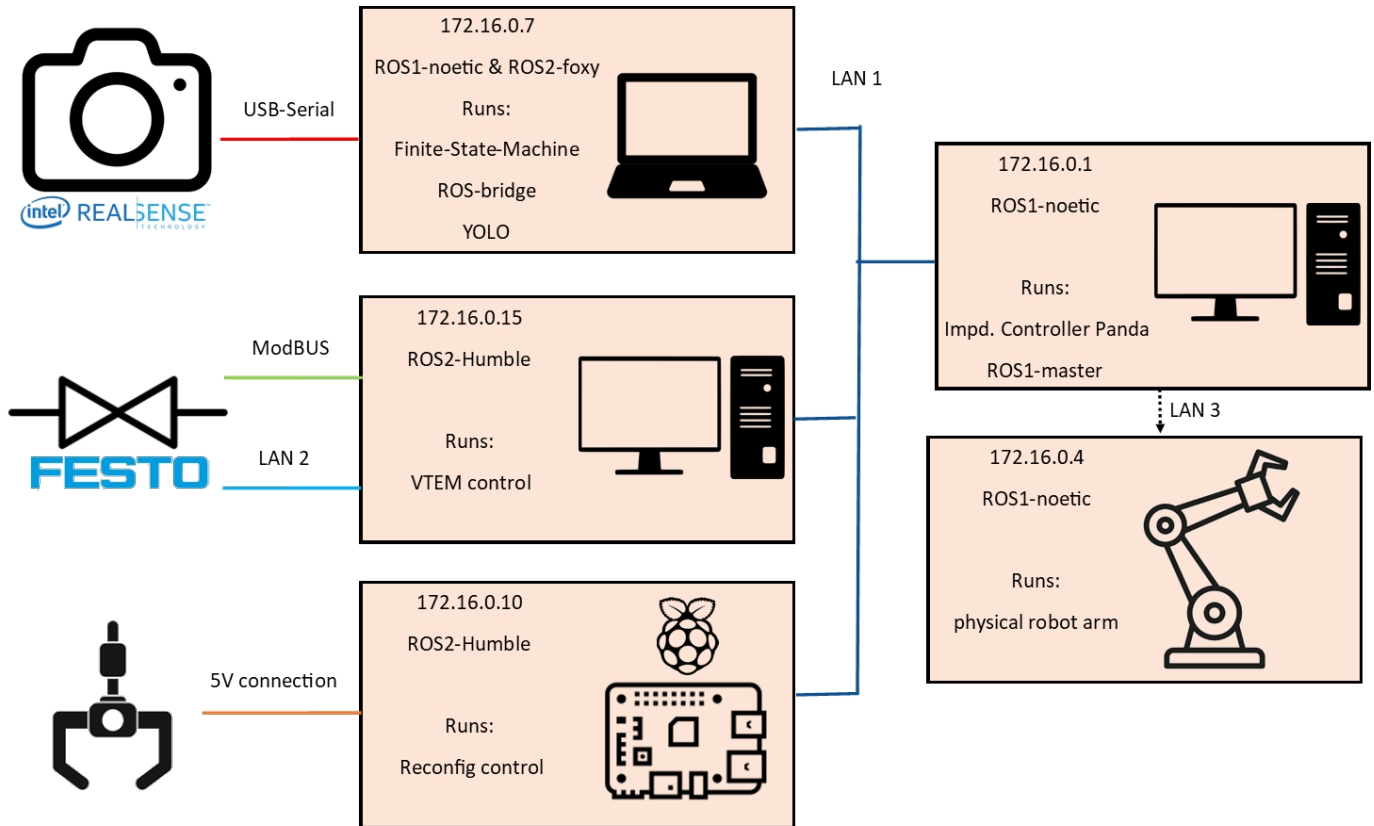 172.16.0.7
ROS1-noetic & ROS2-foxy
Runs:
Finite-State-Machine
ROS-bridge
YOLO
USB-Serial
intel REALSENSE
TECHNOLOGY
LAN 1
172.16.0.1
ROS1-noetic
Runs:
Impd. Controller Panda
ROS1-master
172.16.0.15
ROS2-Humble
Runs:
VTEM control
ModBUS
FESTO
LAN 2
LAN 3
172.16.0.4
ROS1-noetic
Runs:
physical robot arm
172.16.0.10
ROS2-Humble
Runs:
Reconfig control
5V connection